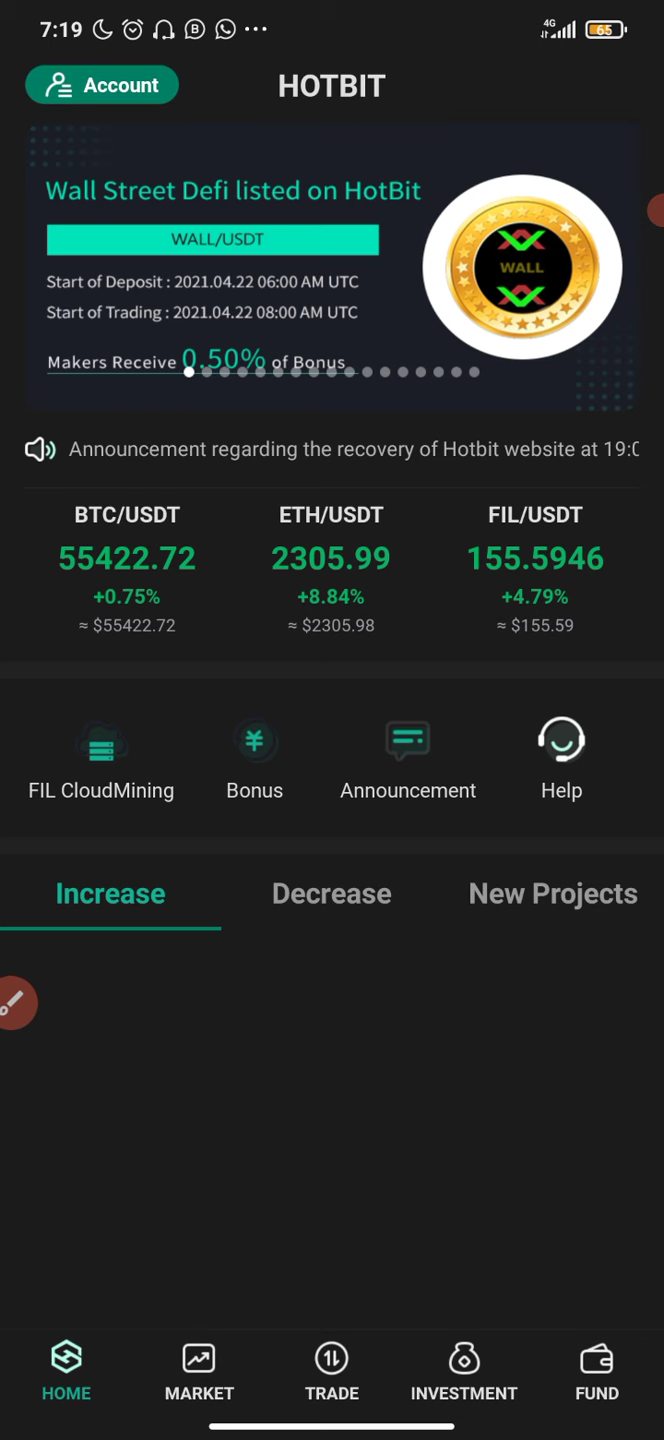 7:19
4G
65
Account
HOTBIT
Wall Street Defi listed on HotBit
WALL/USDT
Start of Deposit : 2021.04.22 06:00 AM UTC
Start of Trading : 2021.04.22 08:00 AM UTC
Makers Receive 0.50% of Bonus
WALL
Announcement regarding the recovery of Hotbit website at 19:0
BTC/USDT
ETH/USDT
FIL/USDT
55422.72
2305.99
155.5946
+0.75%
+8.84%
+4.79%
≈ $55422.72
≈ $2305.98
≈ $155.59
FIL CloudMining
Bonus
Announcement
Help
Increase
Decrease
New Projects
HOME
MARKET
TRADE
INVESTMENT
FUND